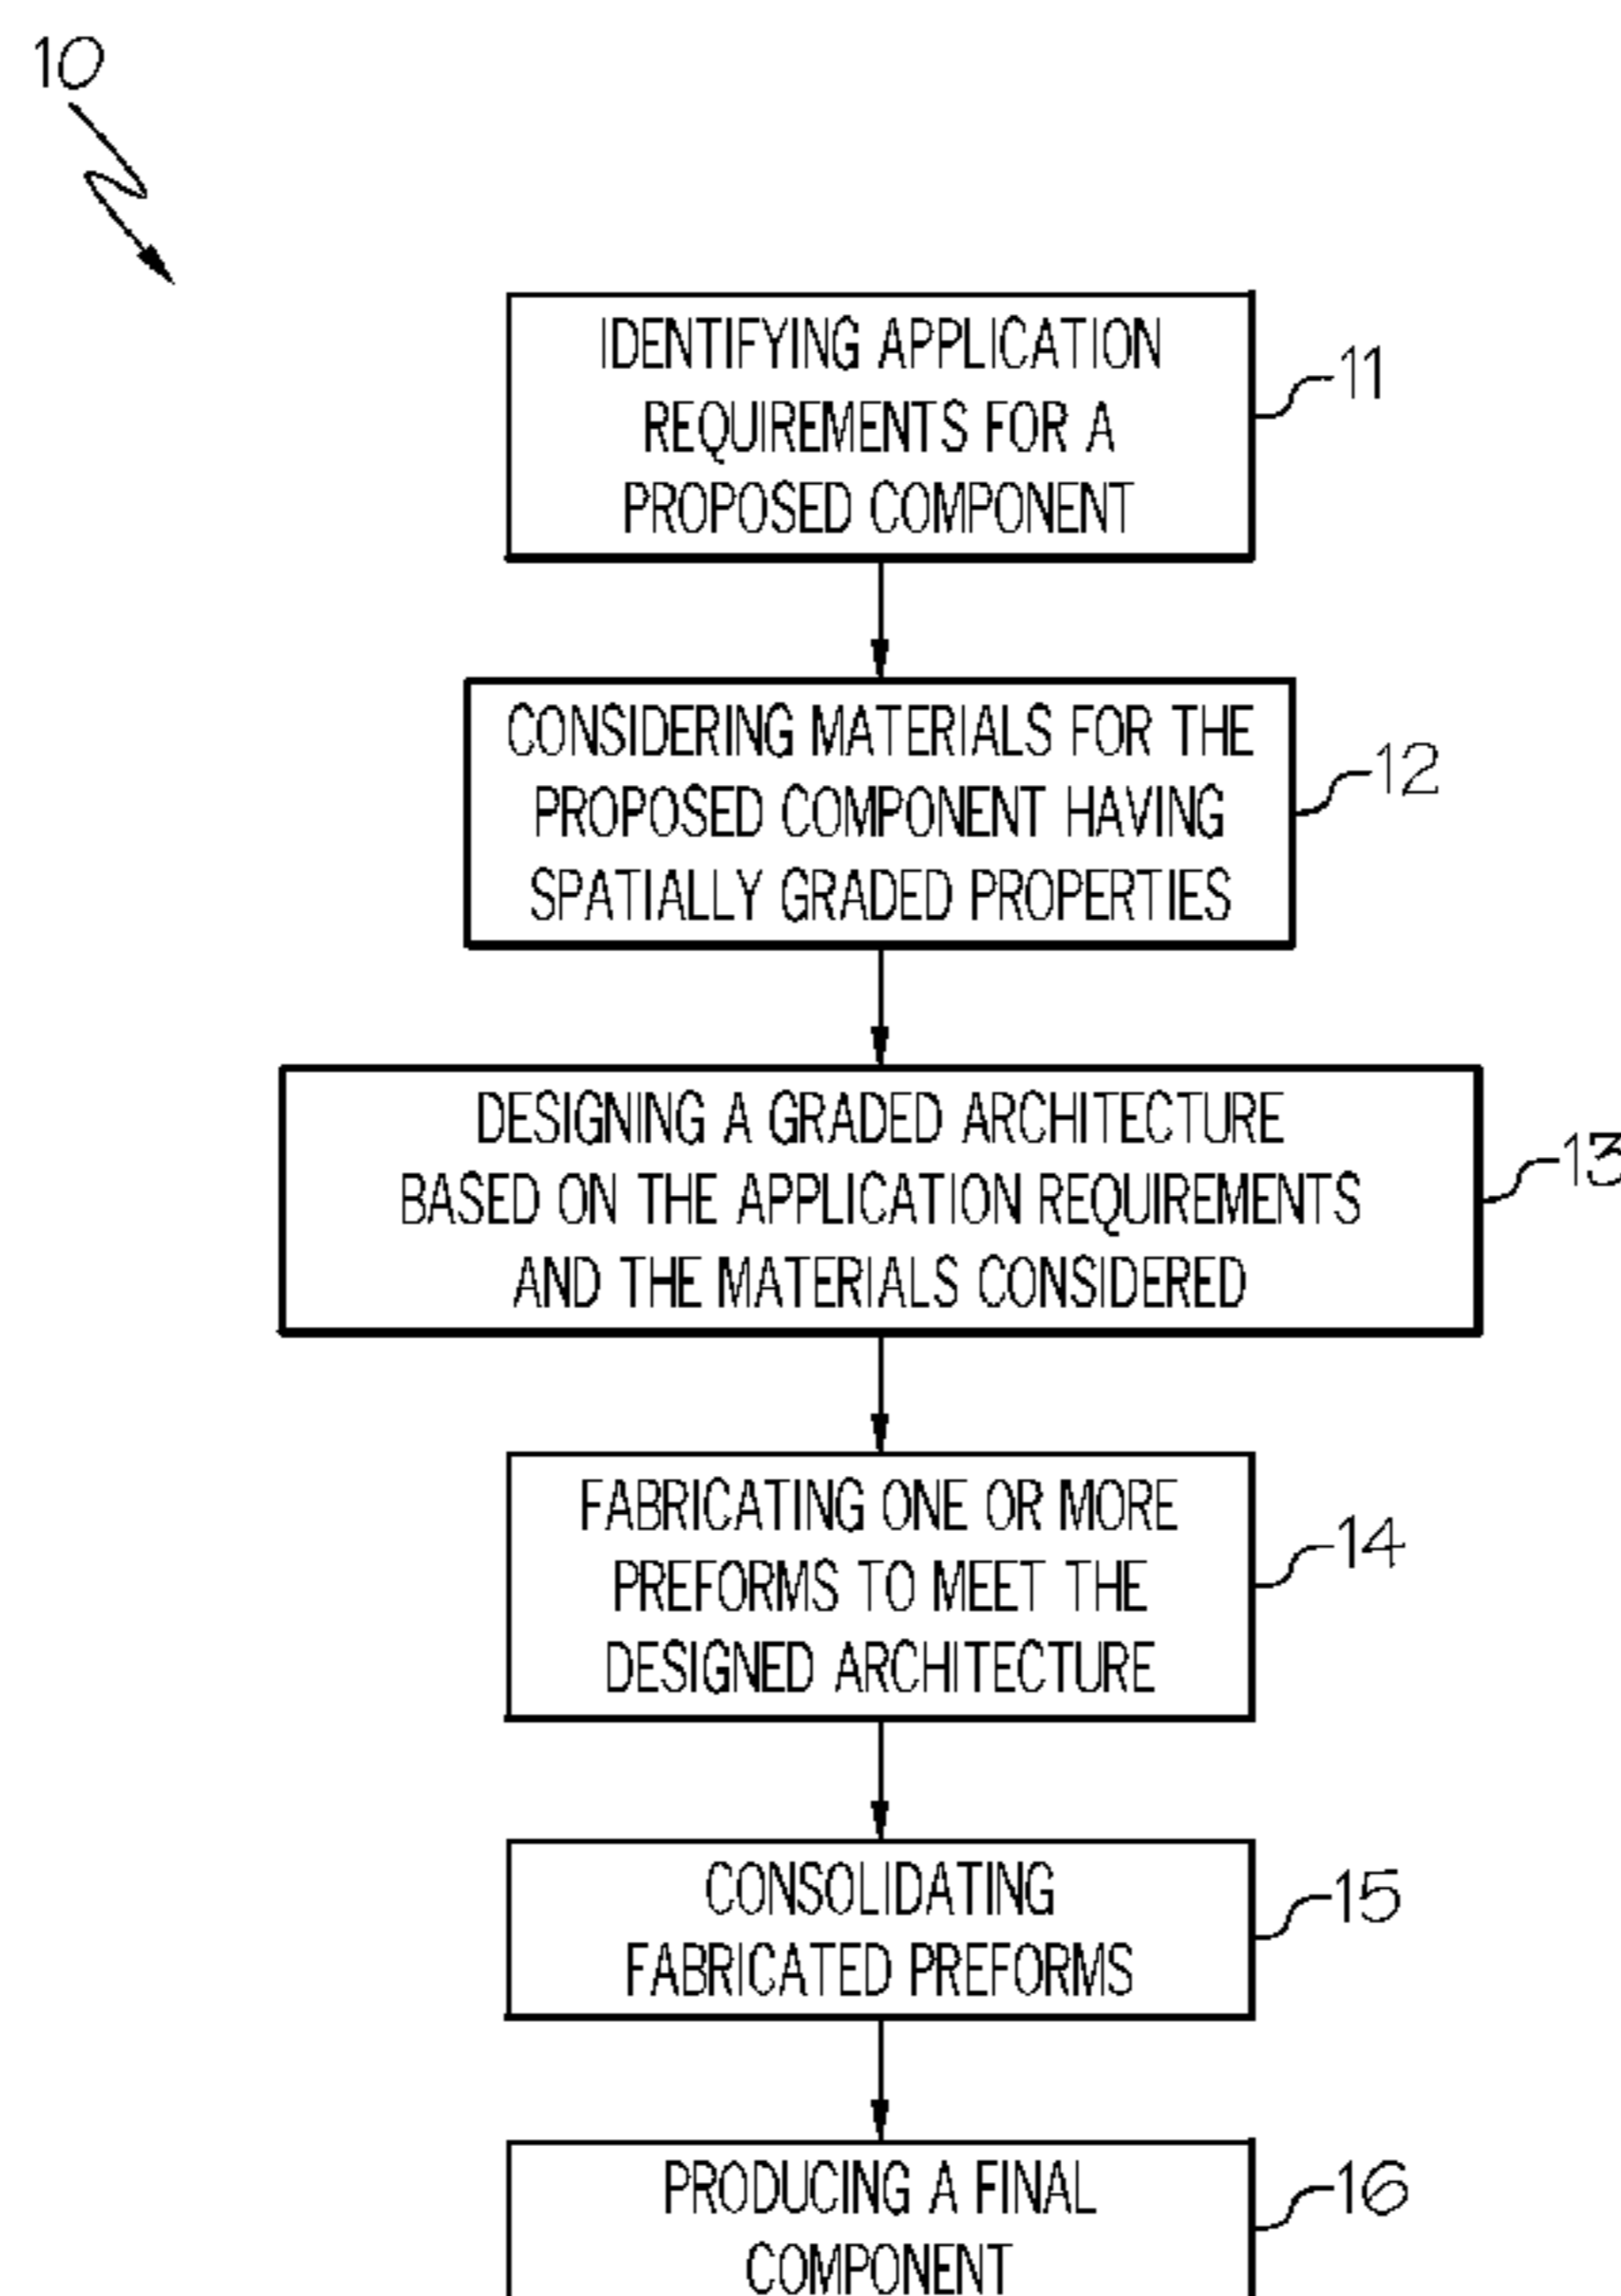 10
IDENTIFYING APPLICATION
REQUIREMENTS FOR A
PROPOSED COMPONENT
11
CONSIDERING MATERIALS FOR THE
PROPOSED COMPONENT HAVING
SPATIALLY GRADED PROPERTIES
12
DESIGNING A GRADED ARCHITECTURE
BASED ON THE APPLICATION REQUIREMENTS
AND THE MATERIALS CONSIDERED
13
FABRICATING ONE OR MORE
PREFORMS TO MEET THE
DESIGNED ARCHITECTURE
14
CONSOLIDATING
FABRICATED PREFORMS
15
PRODUCING A FINAL
COMPONENT
16